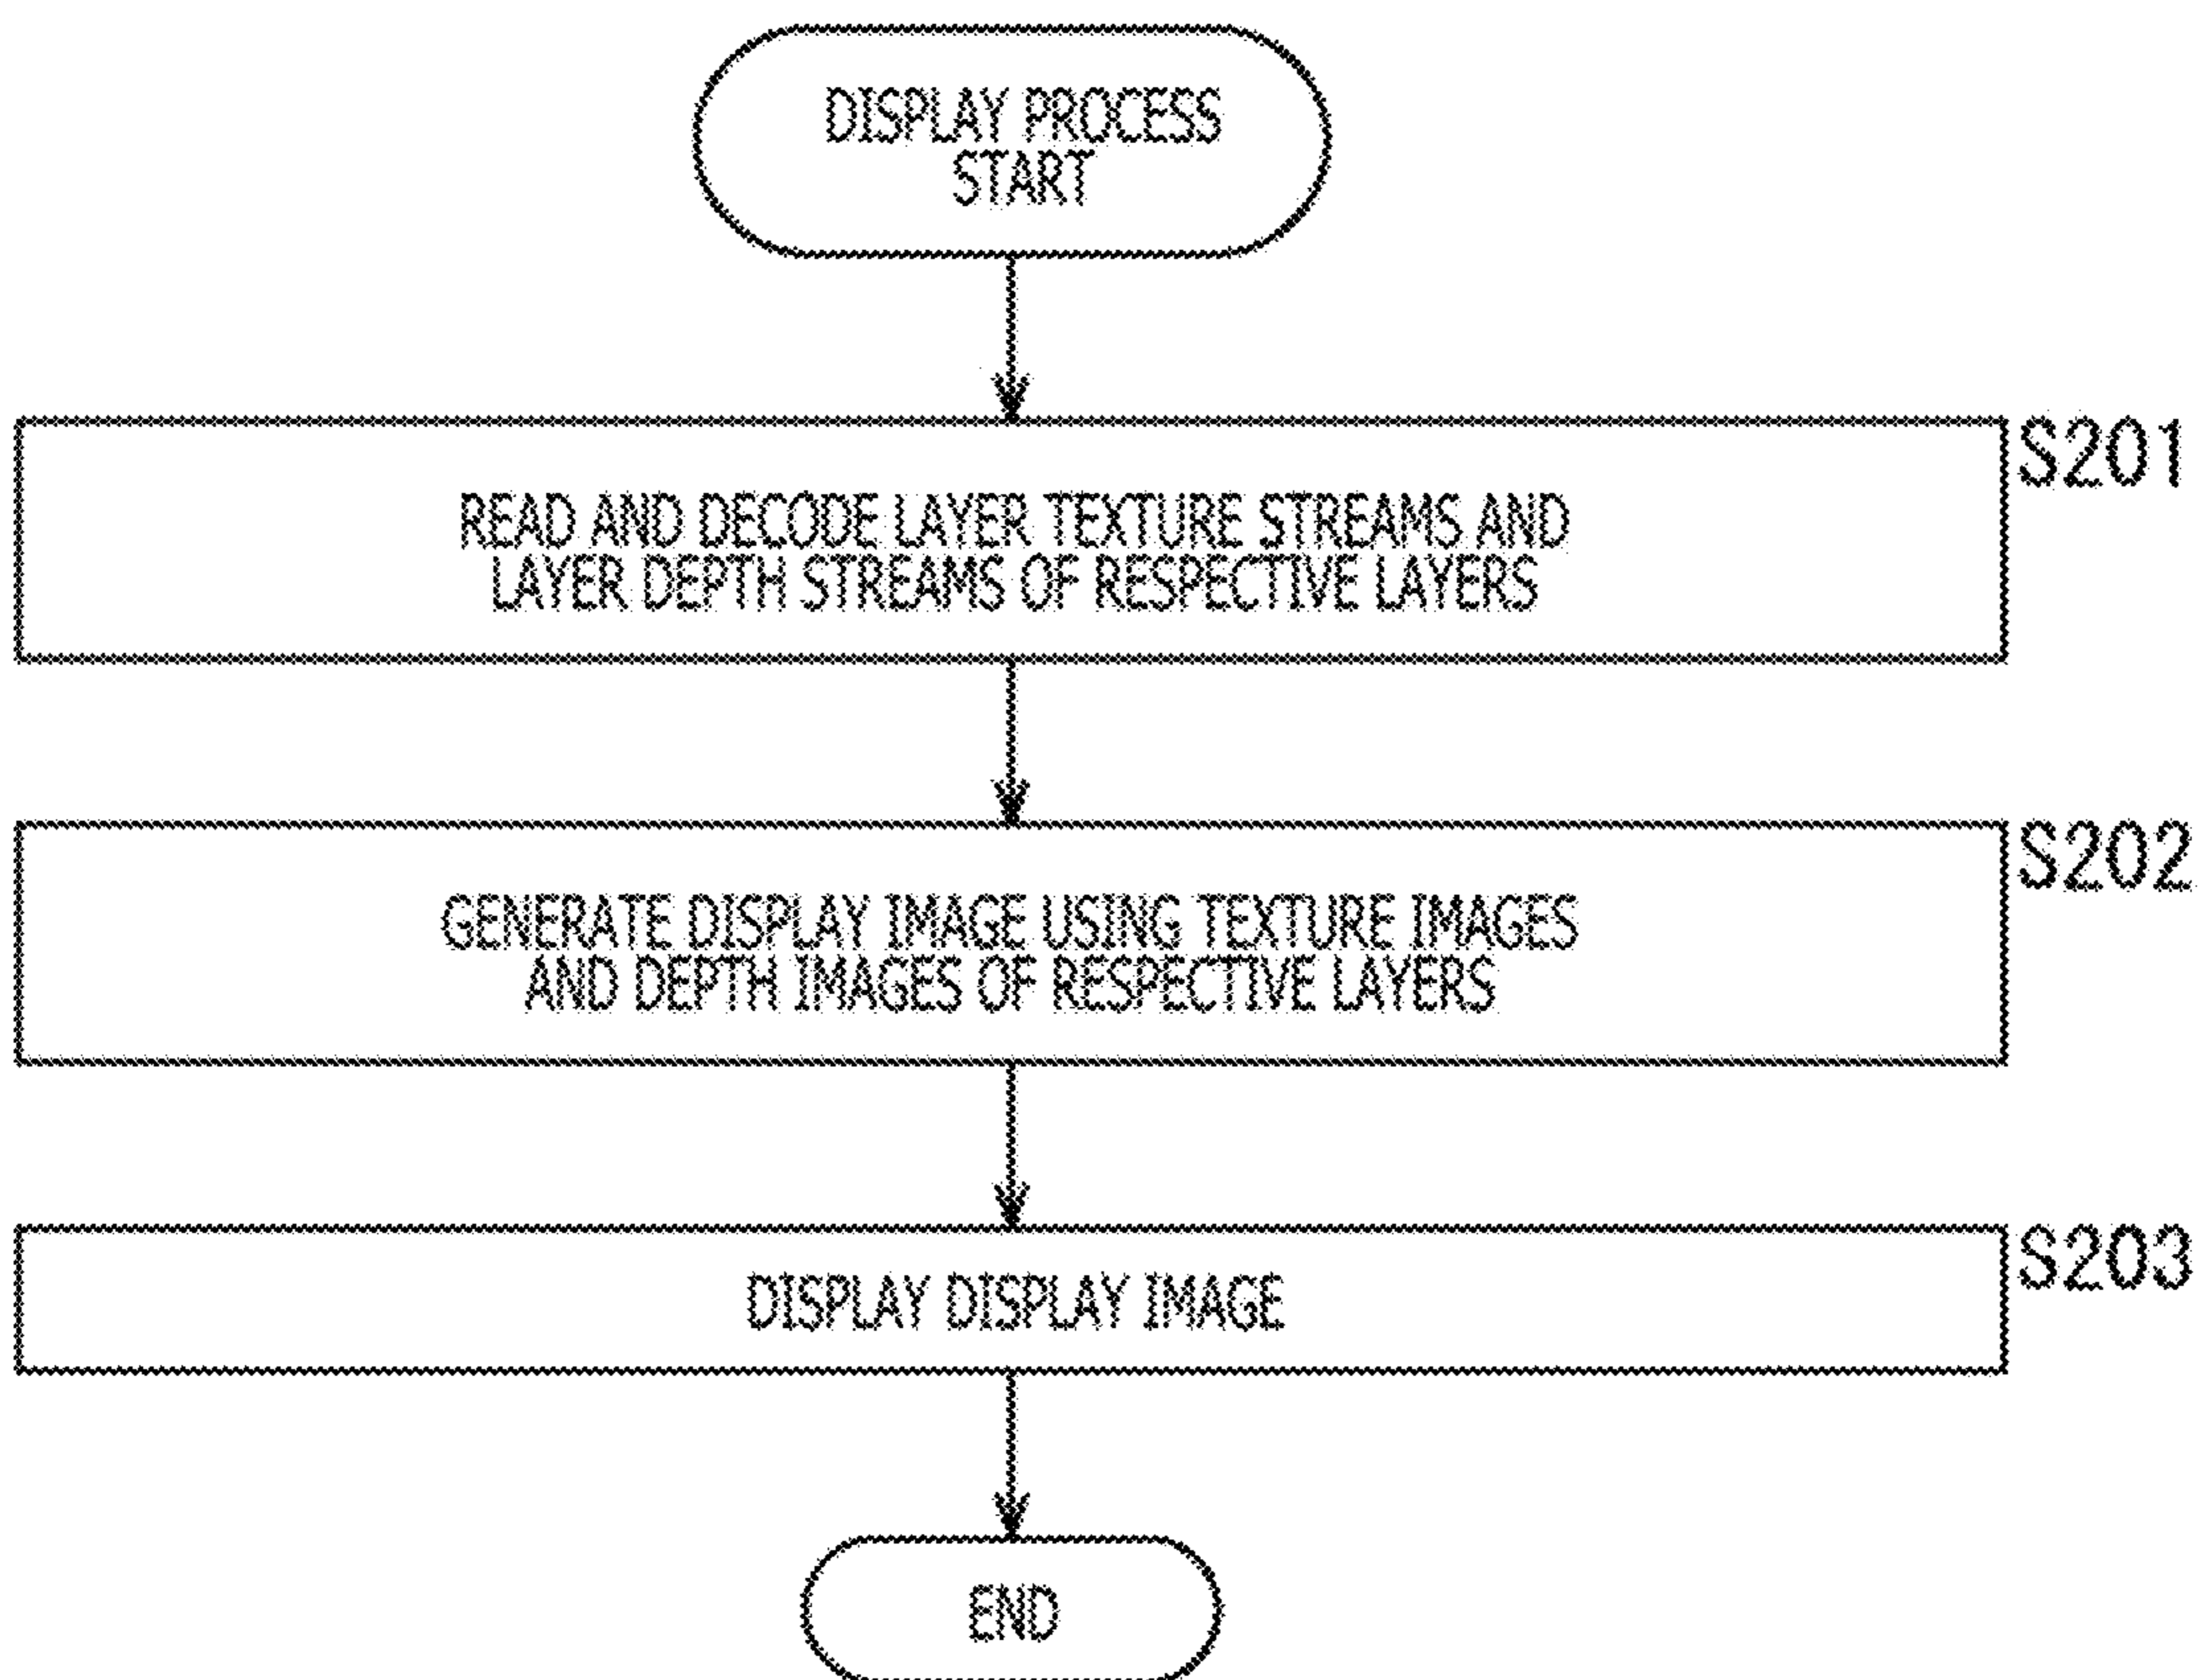 DISPLAY PROCESS
START
S201
READ AND DECODE LAYER TEXTURE STREAMS AND
LAYER DEPTH STREAMS OF RESPECTIVE LAYERS
S202
GENERATE DISPLAY IMAGE USING TEXTURE IMAGES
AND DEPTH IMAGES OF RESPECTIVE LAYERS
S203
DISPLAY DISPLAY IMAGE
END